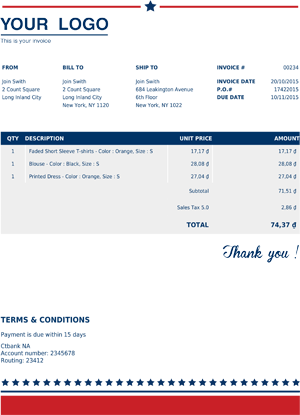 YOUR LOGO
This is your invoice
FROM BILL TO SHIP TO INVOICE # 00234
Join Swith Join Swith Join Swith INVOICE DATE 20/10/2015
2 Count Square 2 Count Square 684 Leakington Avenue P.O.# 17422015
Long Inland City Long Inland City 6th Floor DUE DATE 10/11/2015
New York, NY 1120 New York, NY 1022
QTY DESCRIPTION UNIT PRICE AMOUNT
1 Faded Short Sleeve T-shirts - Color : Orange, Size : S 17,17 ₫ 17,17 ₫
1 Blouse - Color : Black, Size : S 28,08 ₫ 28,08 ₫
1 Printed Dress - Color : Orange, Size : S 27,04 ₫ 27,04 ₫
Subtotal 71,51 ₫
Sales Tax 5.0 2,86 ₫
TOTAL 74,37 ₫
Thank you !
TERMS & CONDITIONS
Payment is due within 15 days
Ctbank NA
Account number: 2345678
Routing: 23412